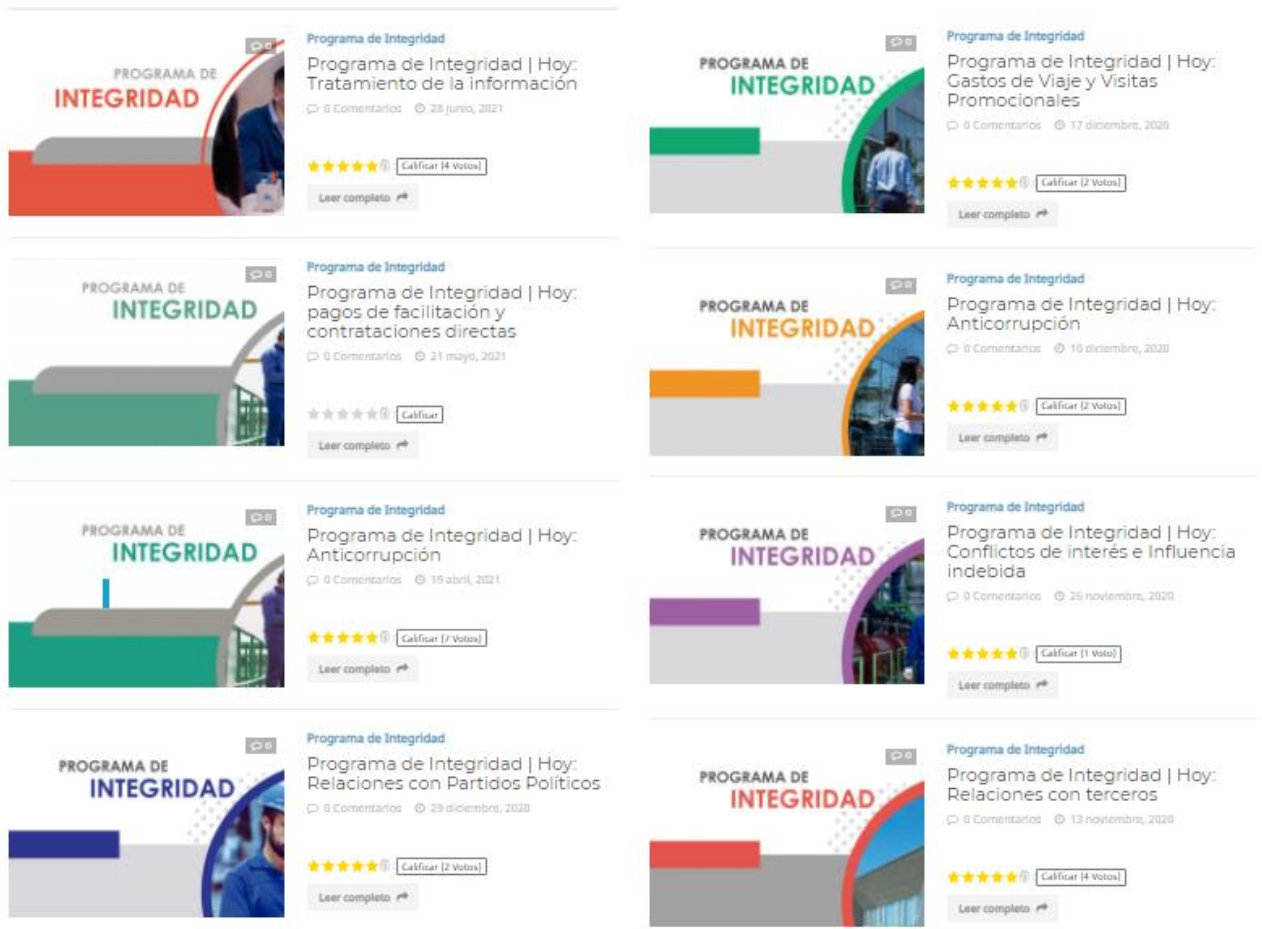 0
PROGRAMA DE
INTEGRIDAD
Programa de Integridad
Programa de Integridad | Hoy:
Tratamiento de la información
0 Comentarios 28 junio, 2021
Calificar (4 Votos)
Leer completo
0
PROGRAMA DE
INTEGRIDAD
Programa de Integridad
Programa de Integridad | Hoy:
pagos de facilitación y
contrataciones directas
0 Comentarios 21 mayo, 2021
Calificar
Leer completo
0
PROGRAMA DE
INTEGRIDAD
Programa de Integridad
Programa de Integridad | Hoy:
Anticorrupción
0 Comentarios 19 abril, 2021
Calificar (7 Votos)
Leer completo
0
PROGRAMA DE
INTEGRIDAD
Programa de Integridad
Programa de Integridad | Hoy:
Relaciones con Partidos Políticos
0 Comentarios 29 diciembre, 2020
Calificar (2 Votos)
Leer completo
0
PROGRAMA DE
INTEGRIDAD
Programa de Integridad
Programa de Integridad | Hoy:
Gastos de Viaje y Visitas
Promocionales
0 Comentarios 17 diciembre, 2020
Calificar (2 Votos)
Leer completo
0
PROGRAMA DE
INTEGRIDAD
Programa de Integridad
Programa de Integridad | Hoy:
Anticorrupción
0 Comentarios 10 diciembre, 2020
Calificar (2 Votos)
Leer completo
0
PROGRAMA DE
INTEGRIDAD
Programa de Integridad
Programa de Integridad | Hoy:
Conflictos de interés e Influencia
indebida
0 Comentarios 26 noviembre, 2020
Calificar (1 Voto)
Leer completo
0
PROGRAMA DE
INTEGRIDAD
Programa de Integridad
Programa de Integridad | Hoy:
Relaciones con terceros
0 Comentarios 13 noviembre, 2020
Calificar (4 Votos)
Leer completo